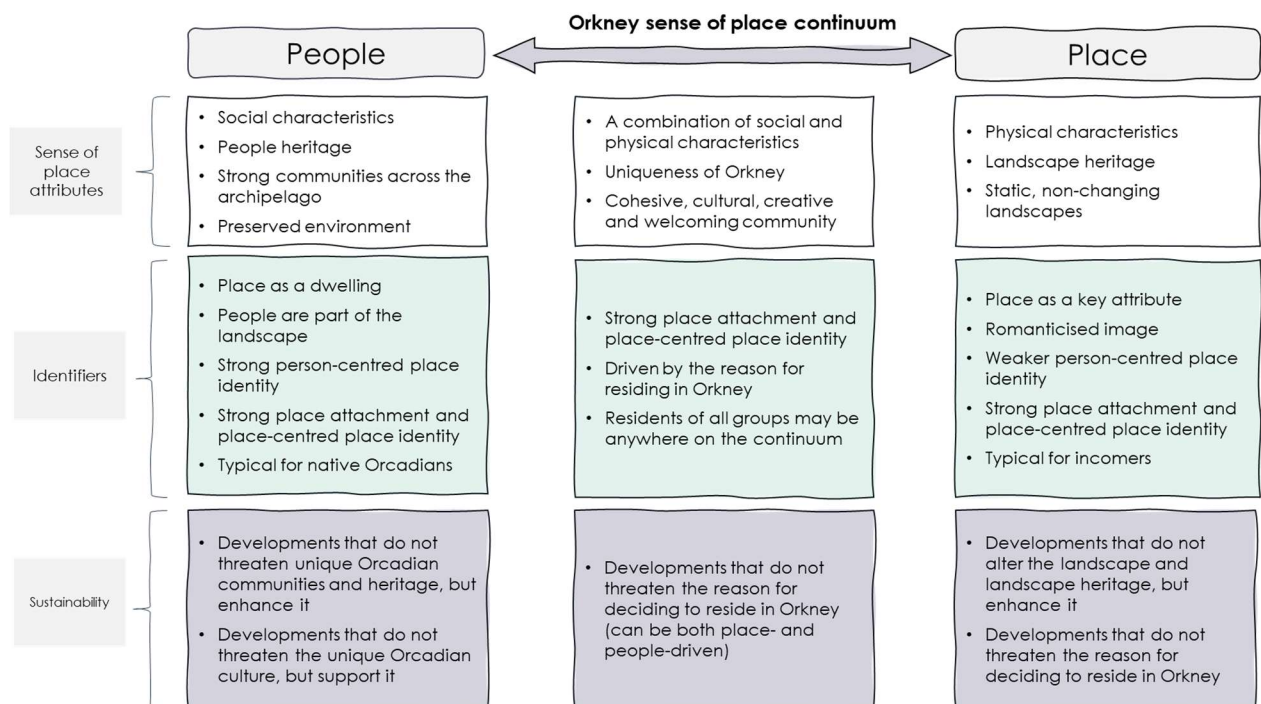 Orkney sense of place continuum
People
Place
Sense of
place
attributes
• Social characteristics
• People heritage
• Strong communities across the
archipelago
• Preserved environment
• A combination of social and
physical characteristics
• Uniqueness of Orkney
• Cohesive, cultural, creative
and welcoming community
• Physical characteristics
• Landscape heritage
• Static, non-changing
landscapes
Identifiers
• Place as a dwelling
• People are part of the
landscape
• Strong person-centred place
identity
• Strong place attachment and
place-centred place identity
• Typical for native Orcadians
• Strong place attachment and
place-centred place identity
• Driven by the reason for
residing in Orkney
• Residents of all groups may be
anywhere on the continuum
• Place as a key attribute
• Romanticised image
• Weaker person-centred place
identity
• Strong place attachment and
place-centred place identity
• Typical for incomers
Sustainability
• Developments that do not
threaten unique Orcadian
communities and heritage, but
enhance it
• Developments that do not
threaten the unique Orcadian
culture, but support it
• Developments that do not
threaten the reason for
deciding to reside in Orkney
(can be both place- and
people-driven)
• Developments that do not
alter the landscape and
landscape heritage, but
enhance it
• Developments that do not
threaten the reason for
deciding to reside in Orkney